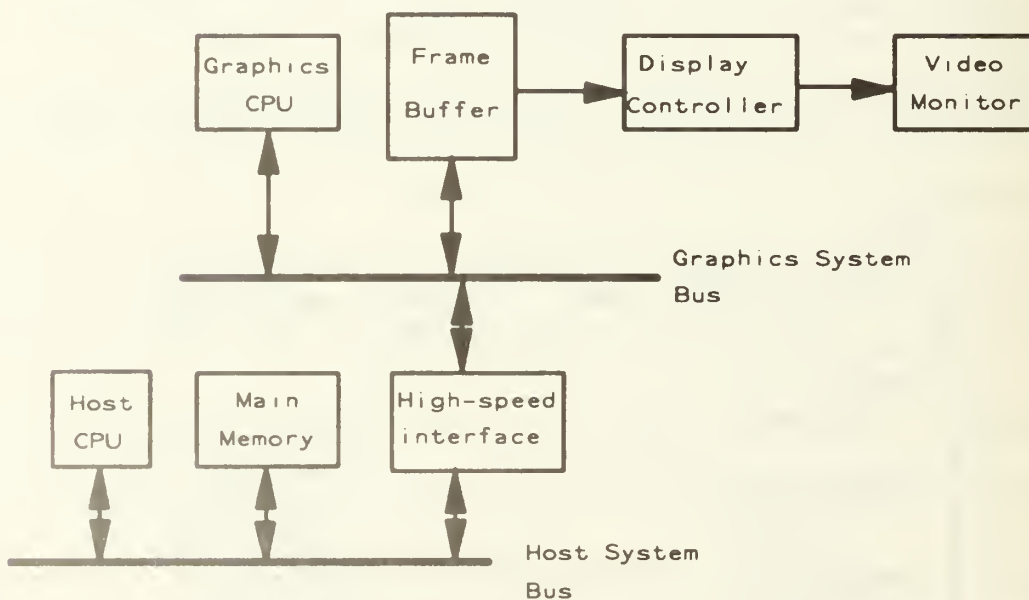 Graphics
CPU
Frame
Buffer
Display
Controller
Video
Monitor
Graphics System
Bus
Host
CPU
Main
Memory
High-speed
interface
Host System
Bus